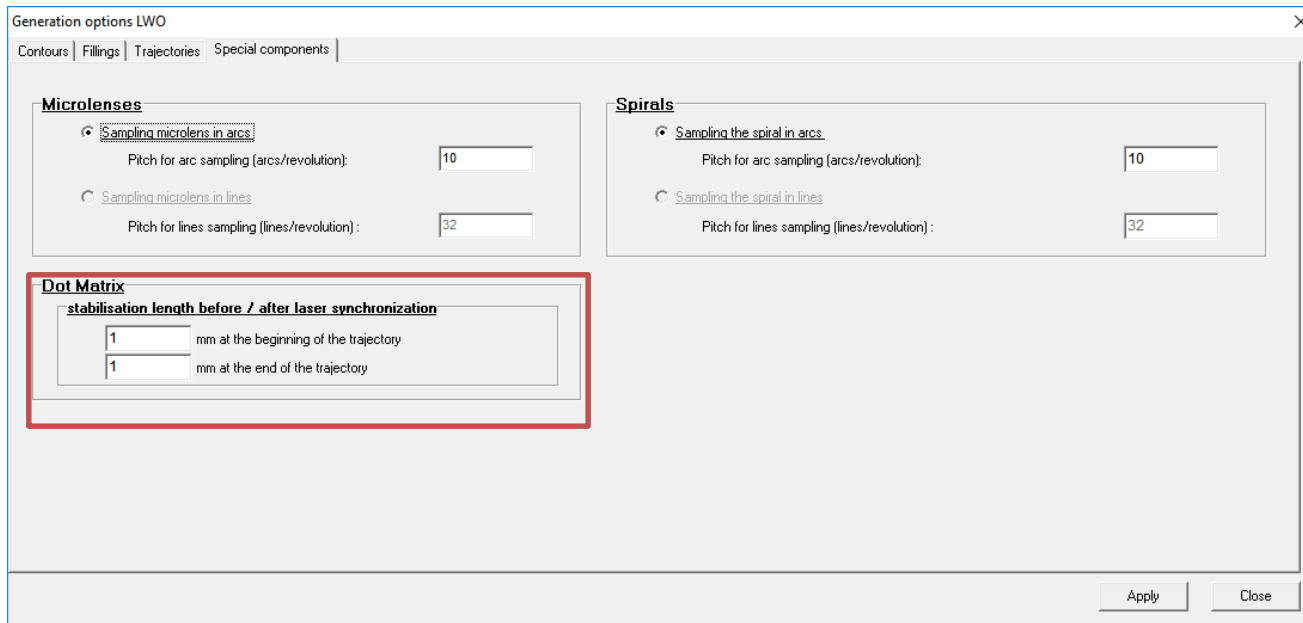 Generation options LWO
Contours Fillings Trajectories Special components
Microlenses
Sampling microlens in arcs
Pitch for arc sampling (arcs/revolution): 10
Sampling microlens in lines
Pitch for lines sampling (lines/revolution) : 32
Spirals
Sampling the spiral in arcs
Pitch for arc sampling (arcs/revolution): 10
Sampling the spiral in lines
Pitch for lines sampling (lines/revolution) : 32
Dot Matrix
stabilisation length before / after laser synchronization
1 mm at the beginning of the trajectory
1 mm at the end of the trajectory
Apply Close